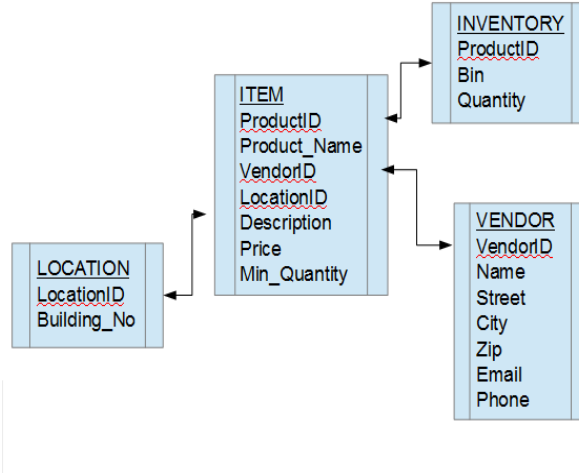 INVENTORY
ProductID
Bin
Quantity
ITEM
ProductID
Product_Name
VendorID
LocationID
Description
Price
Min_Quantity
VENDOR
VendorID
Name
Street
City
Zip
Email
Phone
LOCATION
LocationID
Building_No